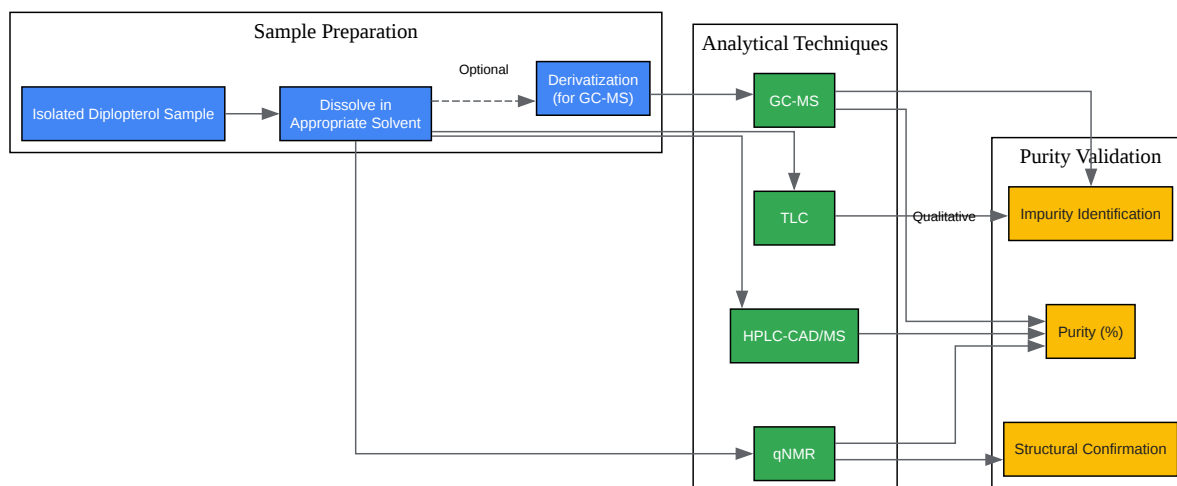 Sample Preparation
Isolated Diplopterol Sample
Dissolve in
Appropriate Solvent
Optional
Derivatization
(for GC-MS)
Analytical Techniques
GC-MS
TLC
HPLC-CAD/MS
qNMR
Qualitative
Purity Validation
Impurity Identification
Purity (%)
Structural Confirmation